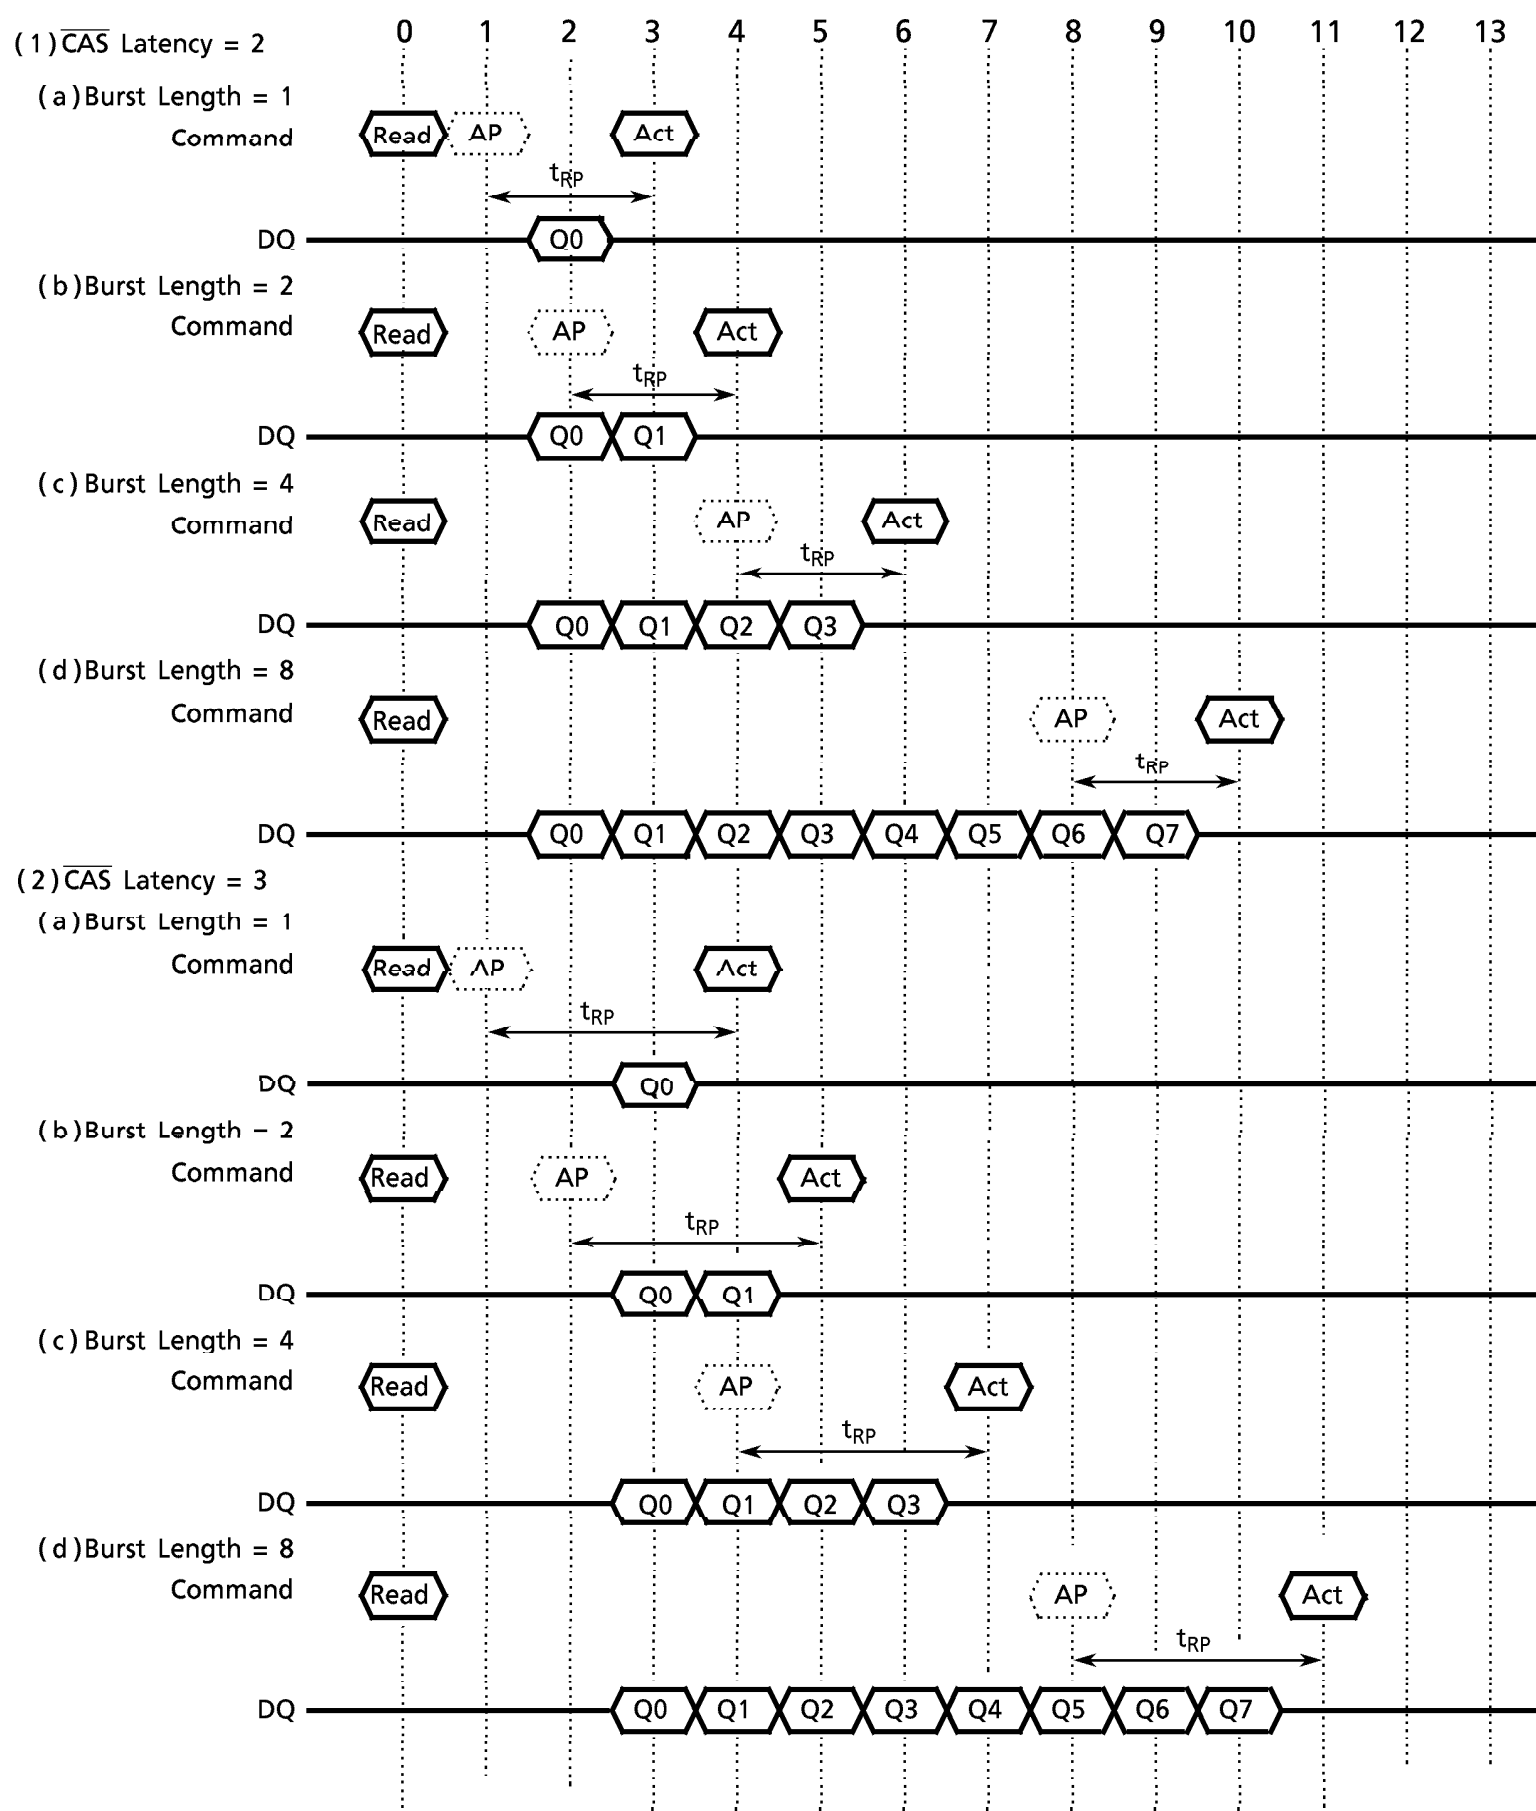 0 1 2 3 4 5 6 7 8 9 10 11 12 13
(1) CAS Latency = 2
(a) Burst Length = 1
Command Read AP Act
tRP
DQ Q0
(b) Burst Length = 2
Command Read AP Act
tRP
DQ Q0 Q1
(c) Burst Length = 4
Command Read AP Act
tRP
DQ Q0 Q1 Q2 Q3
(d) Burst Length = 8
Command Read AP Act
tRP
DQ Q0 Q1 Q2 Q3 Q4 Q5 Q6 Q7
(2) CAS Latency = 3
(a) Burst Length = 1
Command Read AP Act
tRP
DQ Q0
(b) Burst Length – 2
Command Read AP Act
tRP
DQ Q0 Q1
(c) Burst Length = 4
Command Read AP Act
tRP
DQ Q0 Q1 Q2 Q3
(d) Burst Length = 8
Command Read AP Act
tRP
DQ Q0 Q1 Q2 Q3 Q4 Q5 Q6 Q7